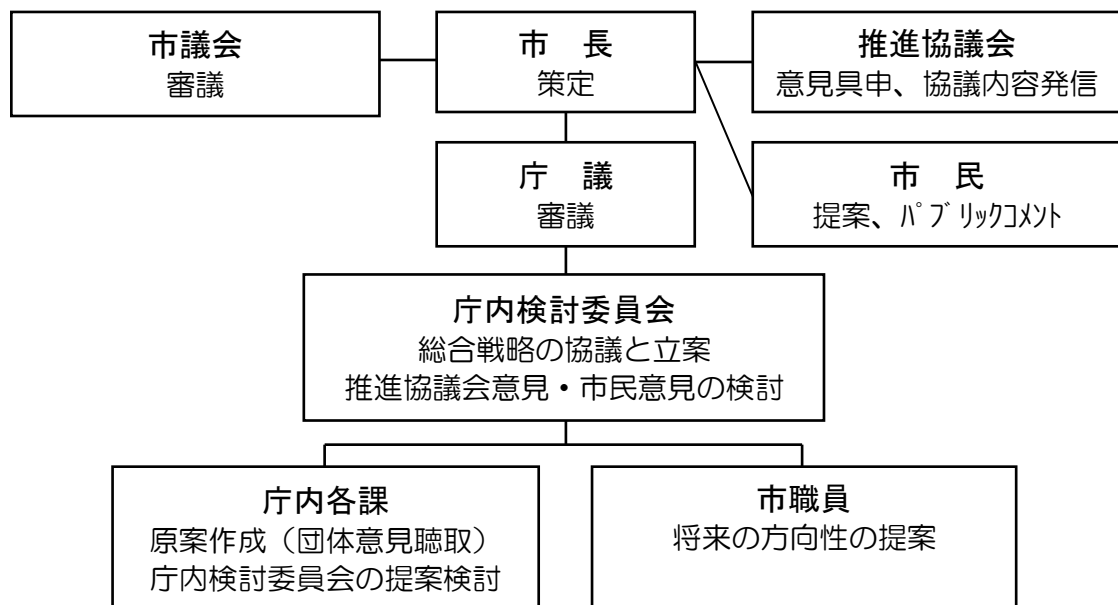 市議会
審議
市　長
策定
推進協議会
意見具申、協議内容発信
庁　議
審議
市　民
提案、ﾊﾟﾌﾞﾘｯｸｺﾒﾝﾄ
庁内検討委員会
総合戦略の協議と立案
推進協議会意見・市民意見の検討
庁内各課
原案作成（団体意見聴取）
庁内検討委員会の提案検討
市職員
将来の方向性の提案